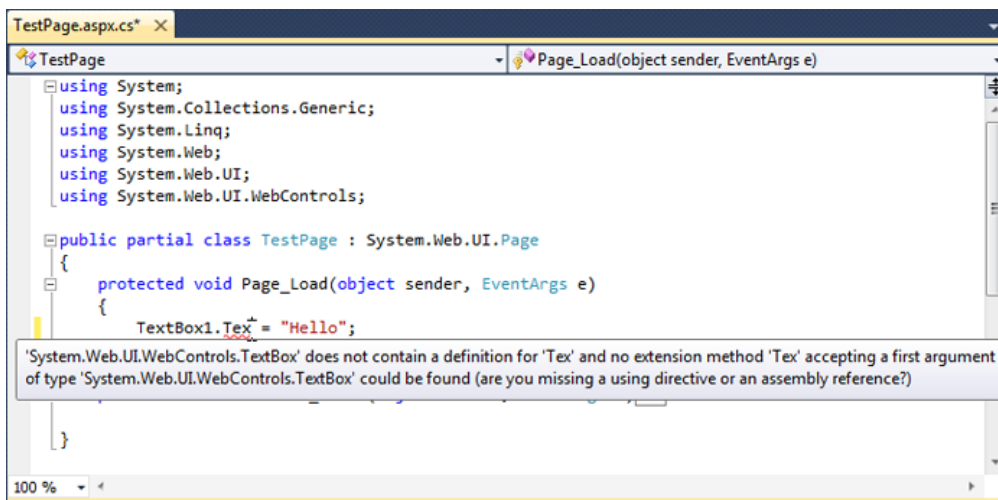 TestPage.aspx.cs*
TestPage Page_Load(object sender, EventArgs e)
using System;
using System.Collections.Generic;
using System.Linq;
using System.Web;
using System.Web.UI;
using System.Web.UI.WebControls;
public partial class TestPage : System.Web.UI.Page
{
protected void Page_Load(object sender, EventArgs e)
{
TextBox1.Tex = "Hello";
'System.Web.UI.WebControls.TextBox' does not contain a definition for 'Tex' and no extension method 'Tex' accepting a first argument
of type 'System.Web.UI.WebControls.TextBox' could be found (are you missing a using directive or an assembly reference?)
}
100 %